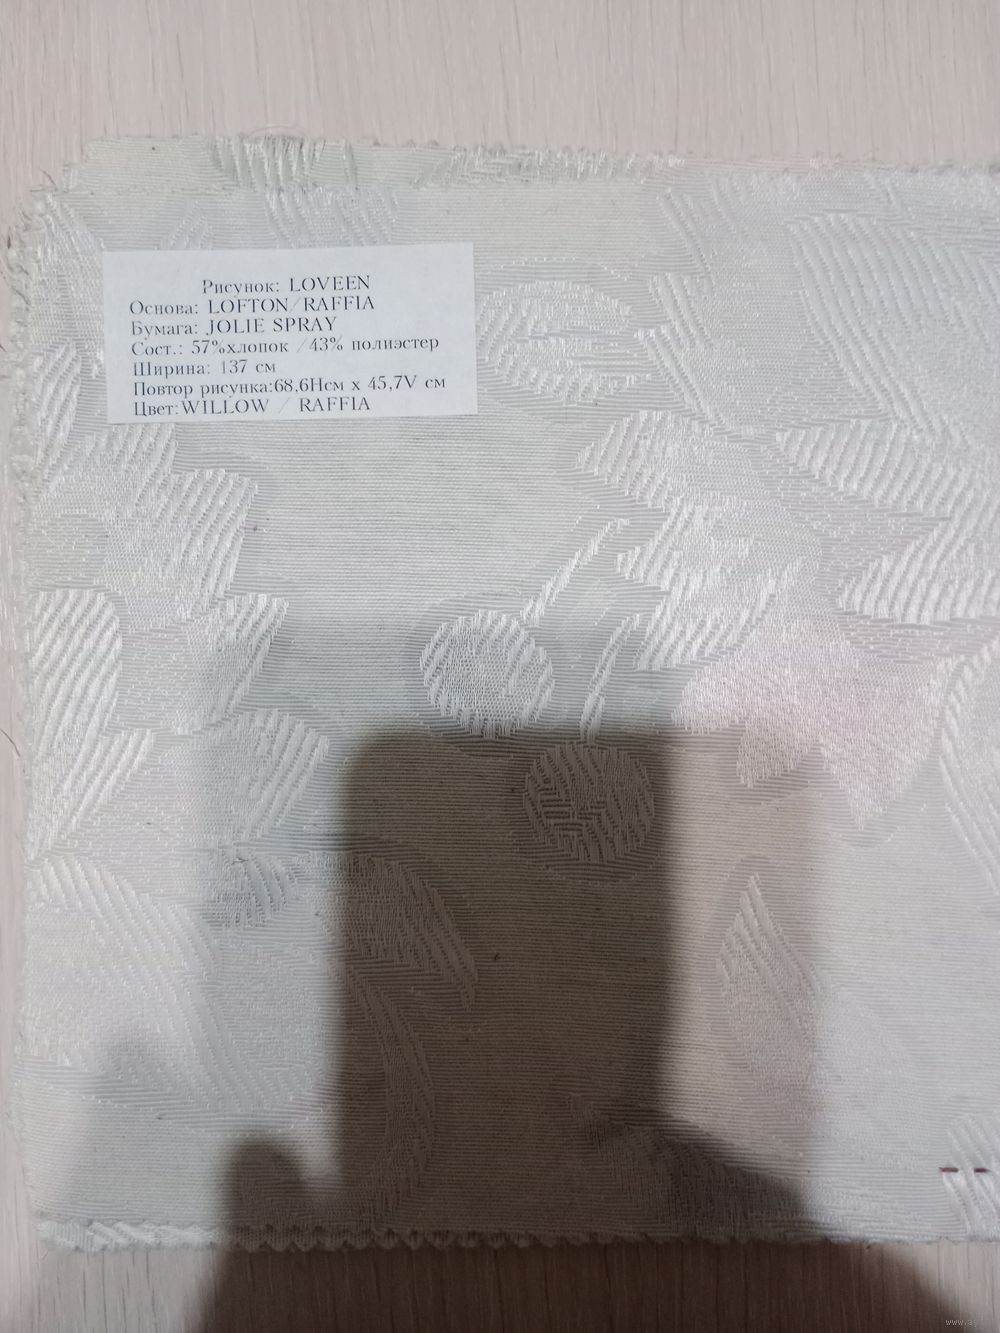 Рисунок: LOVEEN
Основа: LOFTON/RAFFIA
Бумага: JOLIE SPRAY
Сост.: 57%хлопок /43% полиэстер
Ширина: 137 см
Повтор рисунка:68,6Нсм х 45,7V см
Цвет:WILLOW / RAFFIA